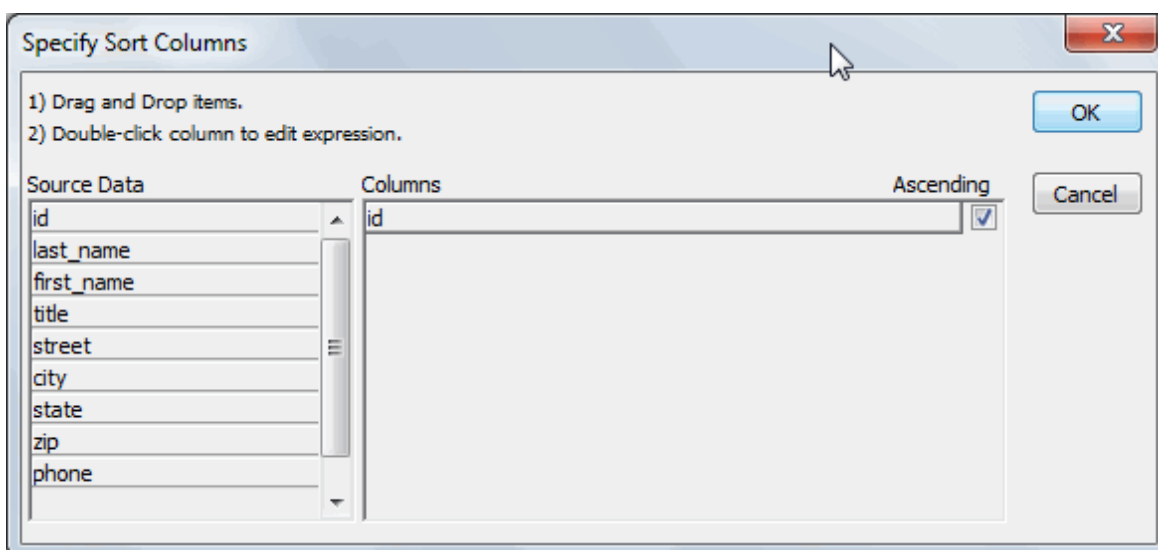 Specify Sort Columns
1) Drag and Drop items.
2) Double-click column to edit expression.
OK
Source Data Columns Ascending
Cancel
id id
last_name
first_name
title
street
city
state
zip
phone